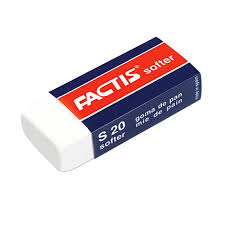 FACTIS softer
S 20
softer
goma de pan
mie de pain